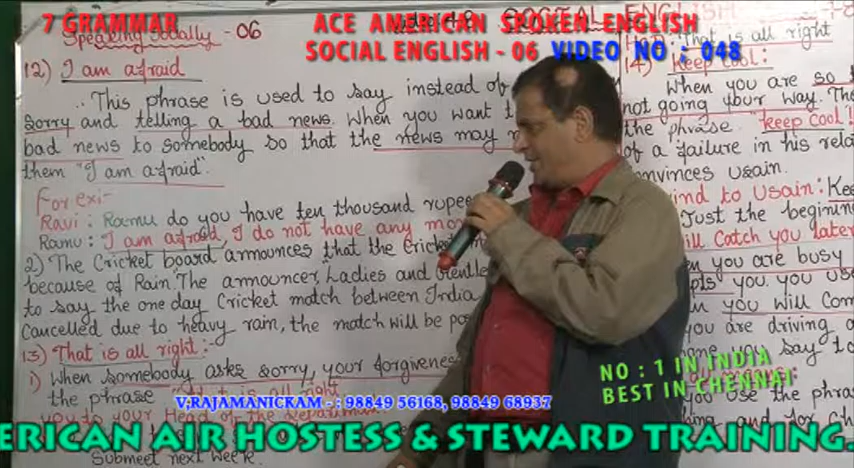 7 GRAMMAR
ACE AMERICAN SPOKEN ENGLISH
SOCIAL ENGLISH - 06 VIDEO NO : 048
Speaking Socially - 06
SOCIAL ENGLISH
12) I am afraid
This phrase is used to say instead of
sorry and telling a bad news. When you want
bad news to somebody so that the news may
them "I am afraid".
For ex:-
Ravi : Ramu do you have ten thousand rupee
Ramu : I am afraid, I do not have any
2) The Cricket board announces that the Cricket
because of Rain. The announcer, Ladies and
to say the one day Cricket match between India
Cancelled due to heavy rain, the match will be
13) That is all right :
i) When somebody asks sorry, your forgiveness
the phrase
you to your Head of the department.
Submeet next week.
That is all right
14) Keep cool :
When you are so
not going your way. The
the phrase. "keep cool!
of a failure in his
convinces Usain.
to Usain : Kee
Just the begining
will Catch you later
you are busy
you. you use
you will Com
you are driving a
you say to
you use the phrase
and for
NO : 1 IN INDIA
BEST IN CHENNAI
V.RAJAMANICKAM - : 98849 56168, 98849 68937
ERICAN AIR HOSTESS & STEWARD TRAINING.